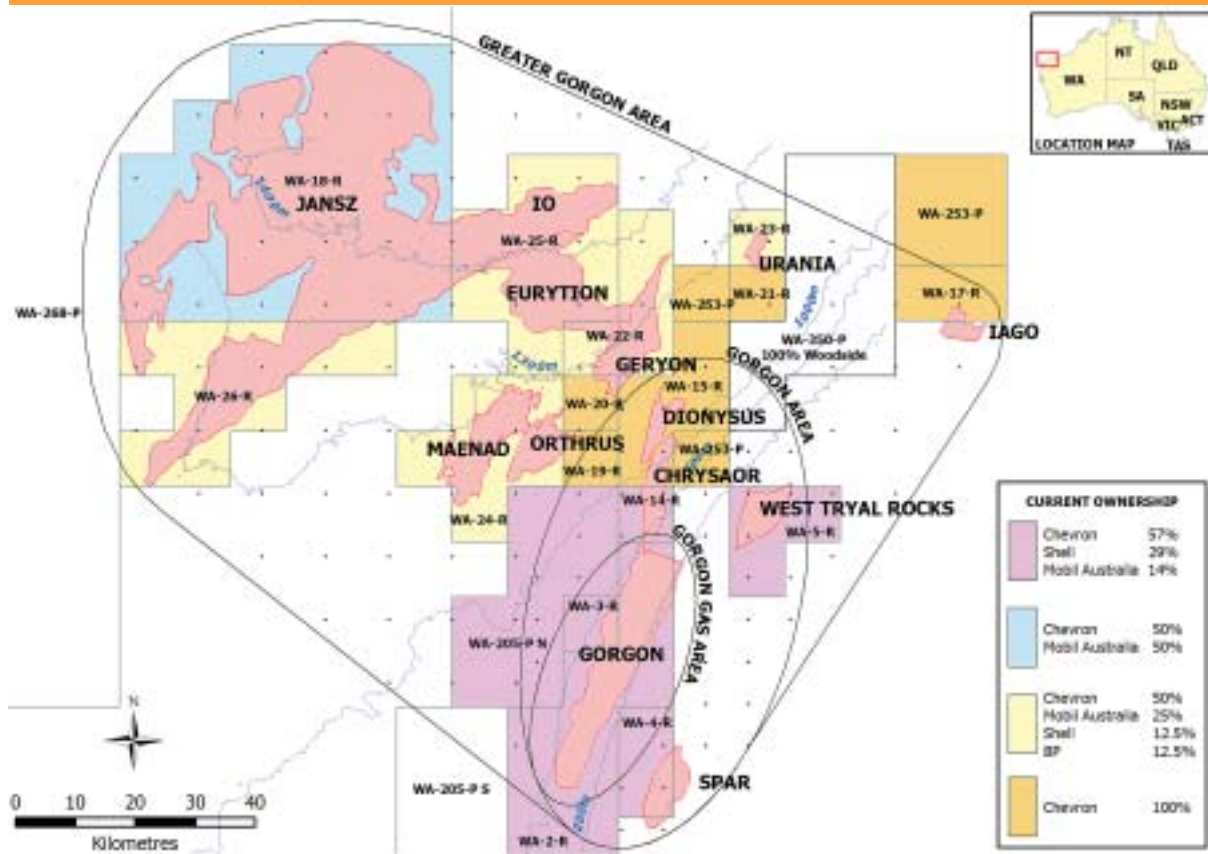 GREATER GORGON AREA
NT
QLD
WA
SA
NSW
VIC
ACT
TAS
LOCATION MAP
WA-18-R
JANSZ
IO
WA-25-R
WA-23-R
URANIA
WA-253-P
WA-17-R
IAGO
WA-268-P
EURYTION
WA-253-P
WA-21-R
WA-22-R
WA-350-P
100% Woodside
GERYON
GORGON AREA
WA-15-R
WA-26-R
WA-20-R
DIONYSUS
MAENAD
ORTHRUS
WA-253-P
WA-19-R
CHRYSAOR
WA-14-R
WEST TRYAL ROCKS
WA-5-R
WA-24-R
GORGON GAS AREA
WA-3-R
WA-205-P N
GORGON
WA-4-R
SPAR
WA-205-P S
200m
WA-2-R
N
0 10 20 30 40
Kilometres
CURRENT OWNERSHIP
Chevron 57%
Shell 29%
Mobil Australia 14%
Chevron 50%
Mobil Australia 50%
Chevron 50%
Mobil Australia 25%
Shell 12.5%
BP 12.5%
Chevron 100%